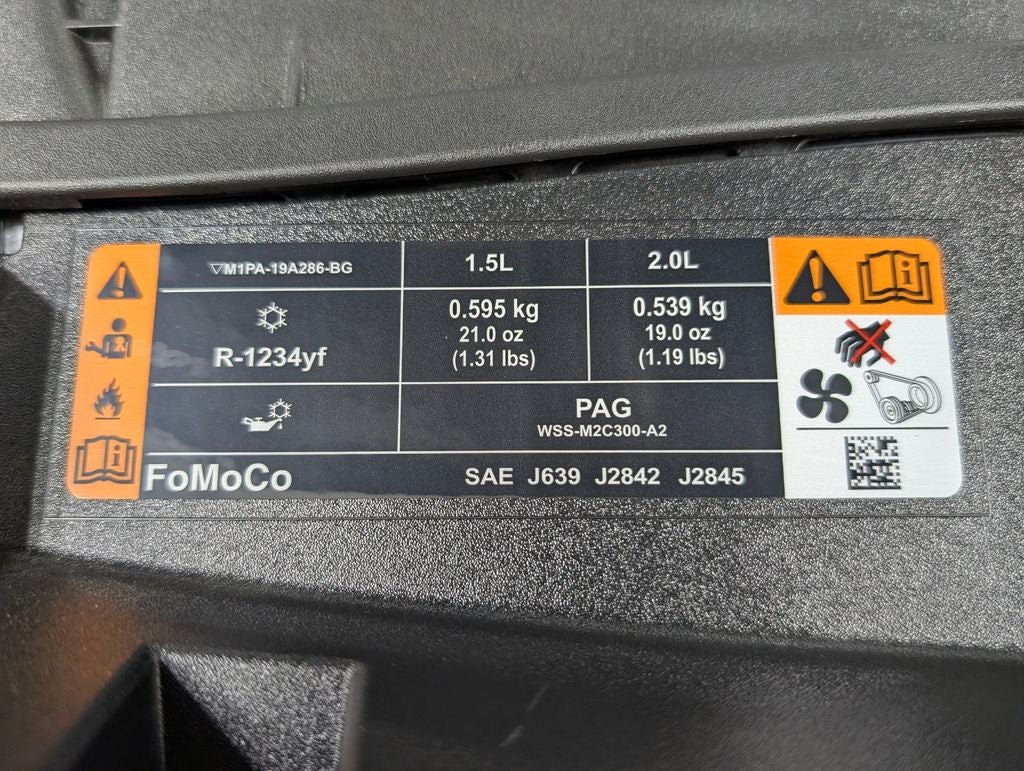 ▽M1PA-19A286-BG 1.5L 2.0L
R-1234yf
0.595 kg
21.0 oz
(1.31 lbs)
0.539 kg
19.0 oz
(1.19 lbs)
PAG
WSS-M2C300-A2
FoMoCo SAE J639 J2842 J2845